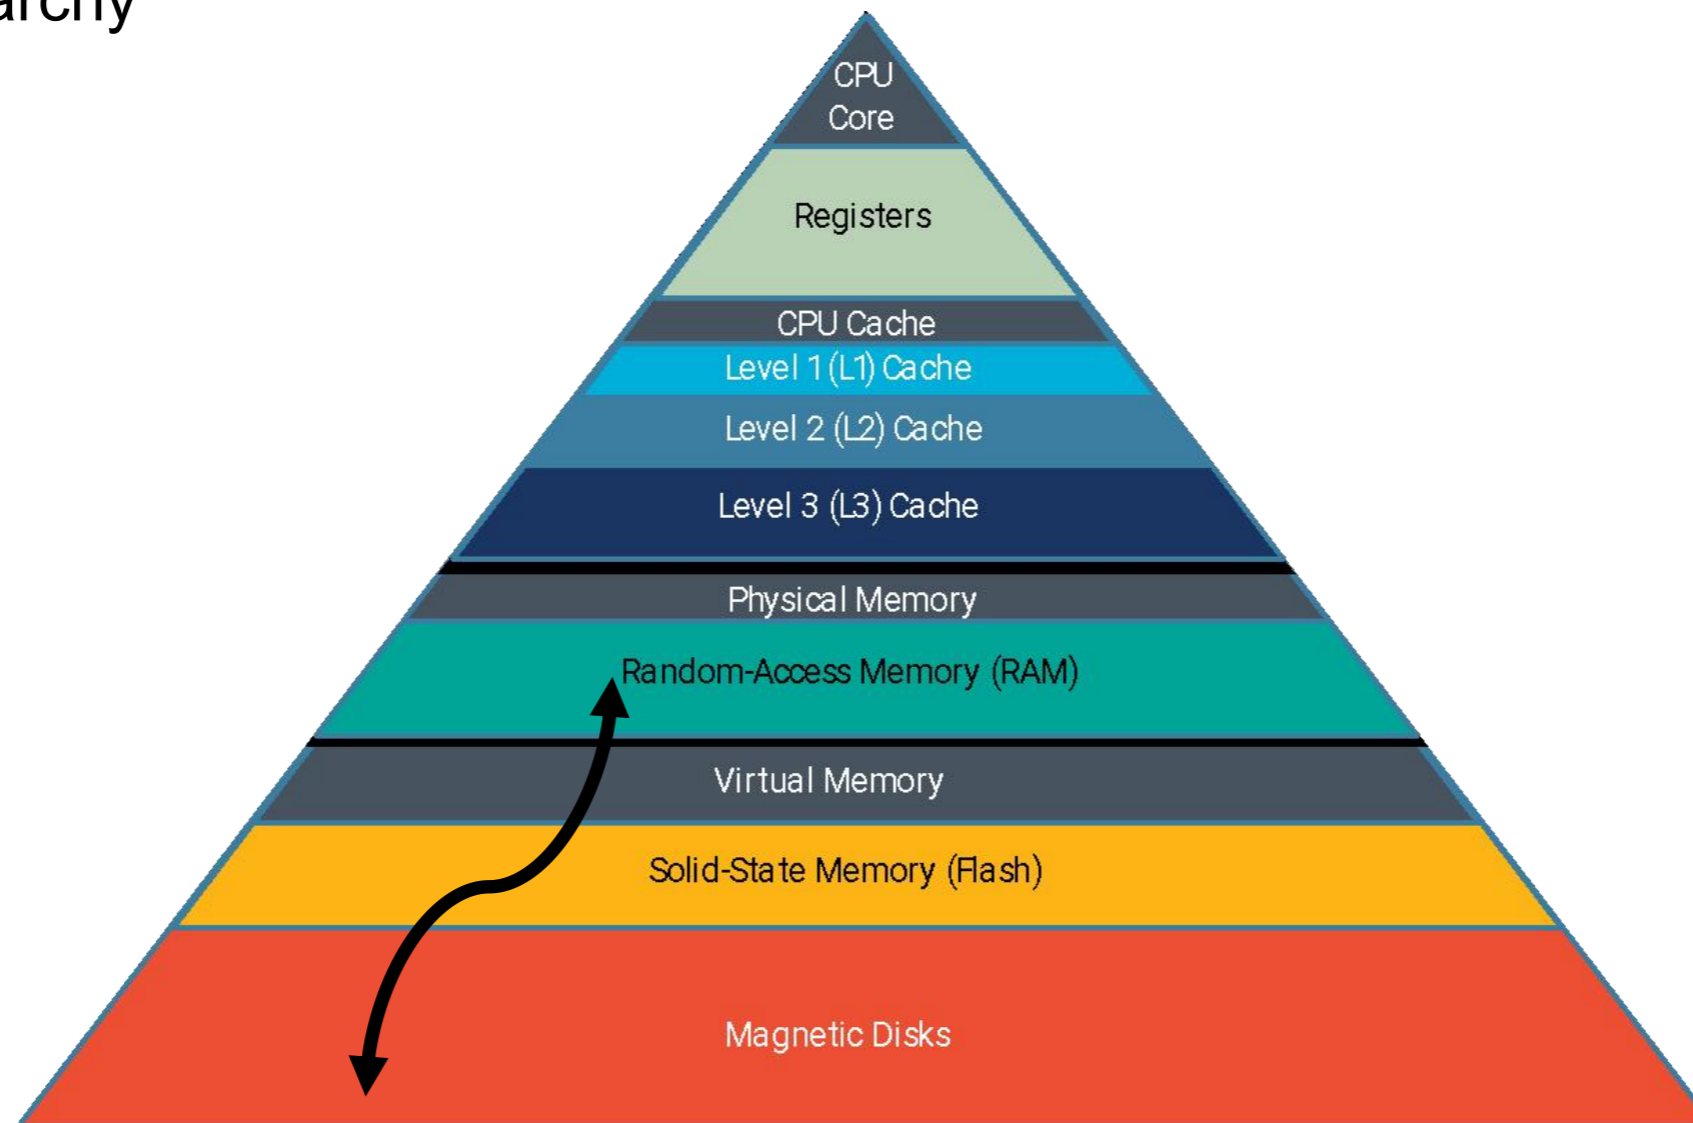 archy
CPU
Core
Registers
CPU Cache
Level 1 (L1) Cache
Level 2 (L2) Cache
Level 3 (L3) Cache
Physical Memory
Random-Access Memory (RAM)
Virtual Memory
Solid-State Memory (Flash)
Magnetic Disks